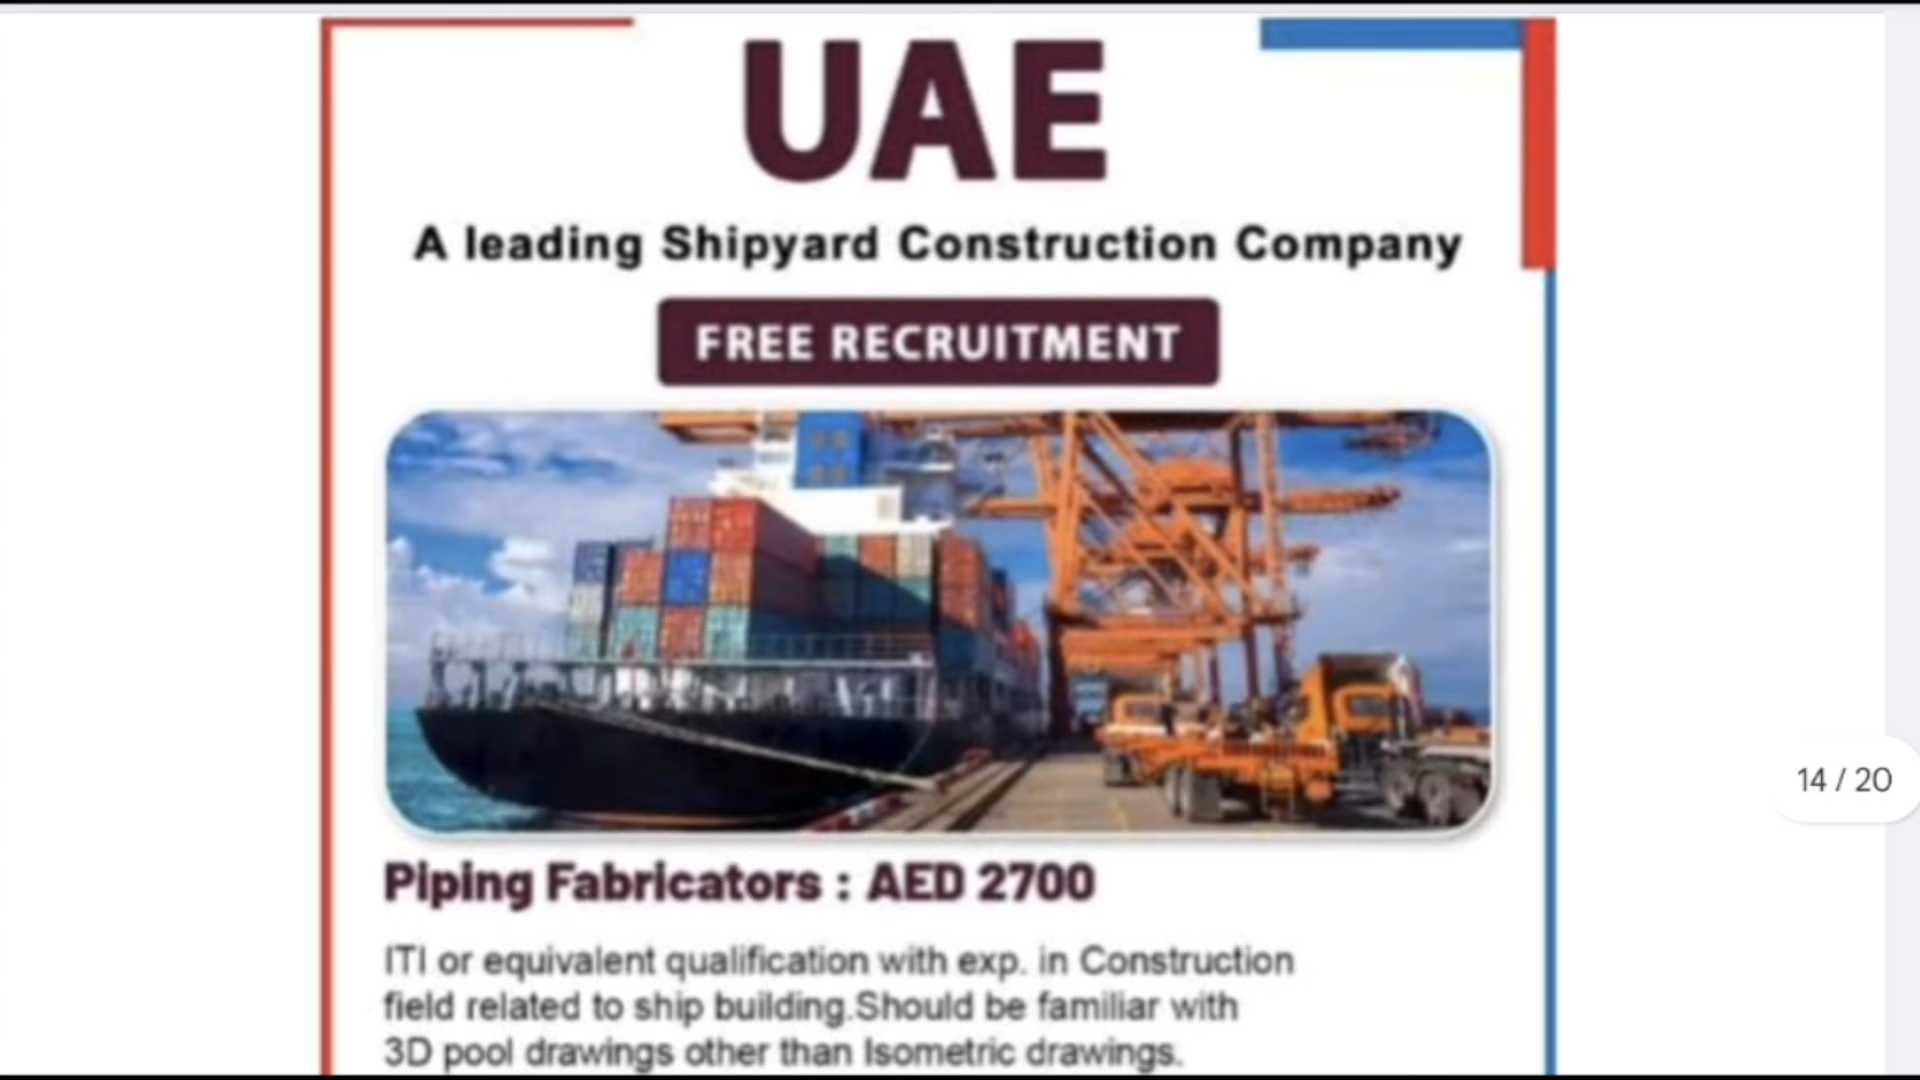 UAE
A leading Shipyard Construction Company
FREE RECRUITMENT
14 / 20
Piping Fabricators : AED 2700
ITI or equivalent qualification with exp. in Construction
field related to ship building.Should be familiar with
3D pool drawings other than Isometric drawings.